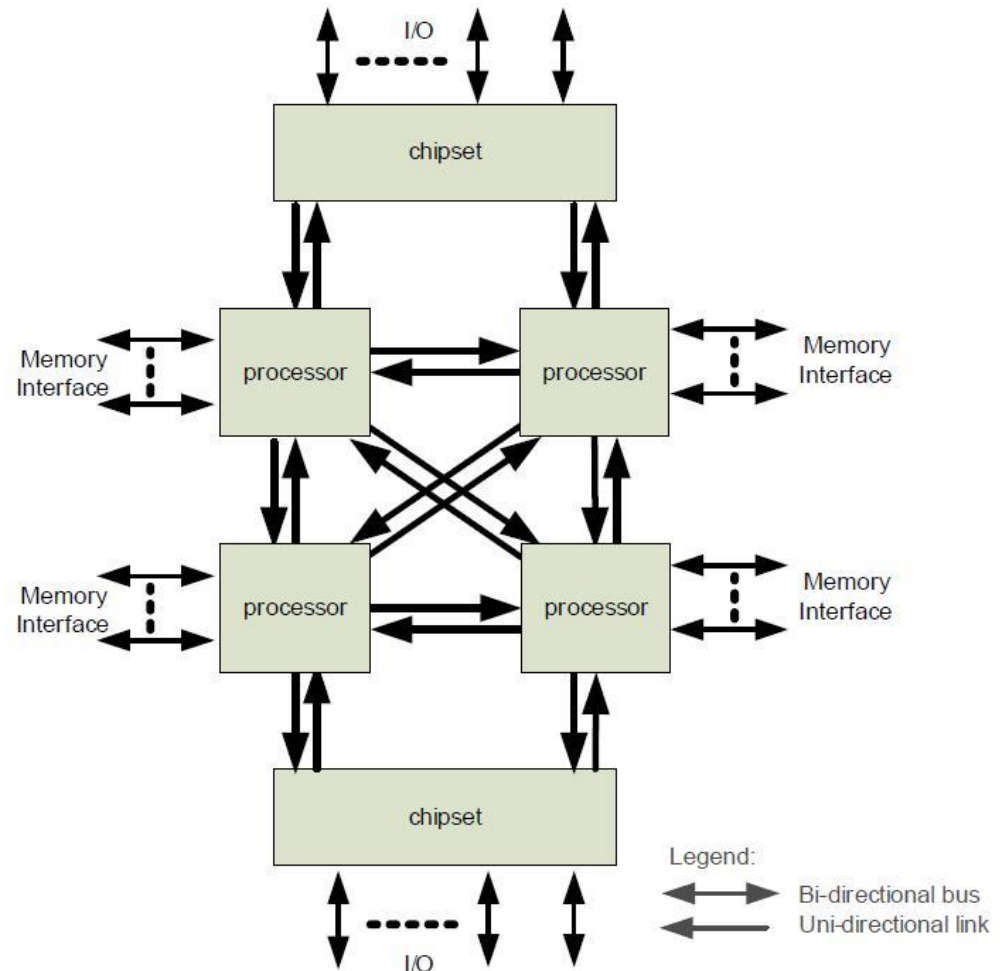 I/O
chipset
processor
processor
Memory
Interface
Memory
Interface
processor
processor
Memory
Interface
Memory
Interface
chipset
Legend:
Bi-directional bus
Uni-directional link
I/O